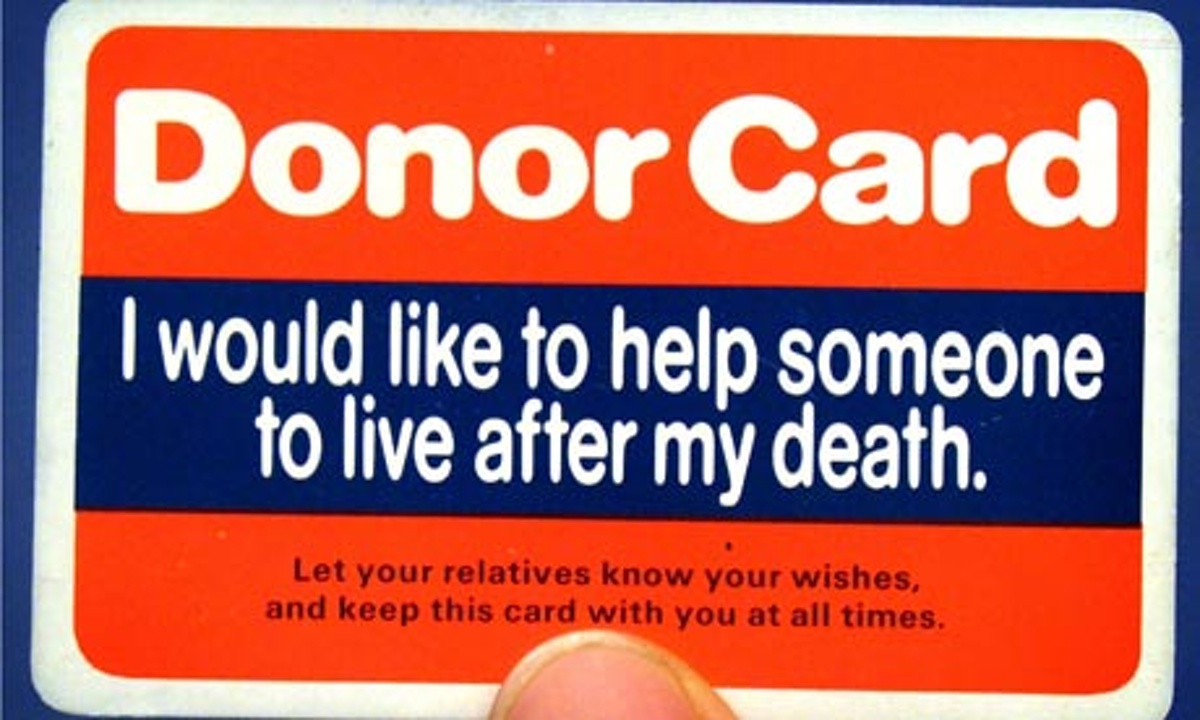 Donor Card
I would like to help someone
to live after my death.
Let your relatives know your wishes,
and keep this card with you at all times.